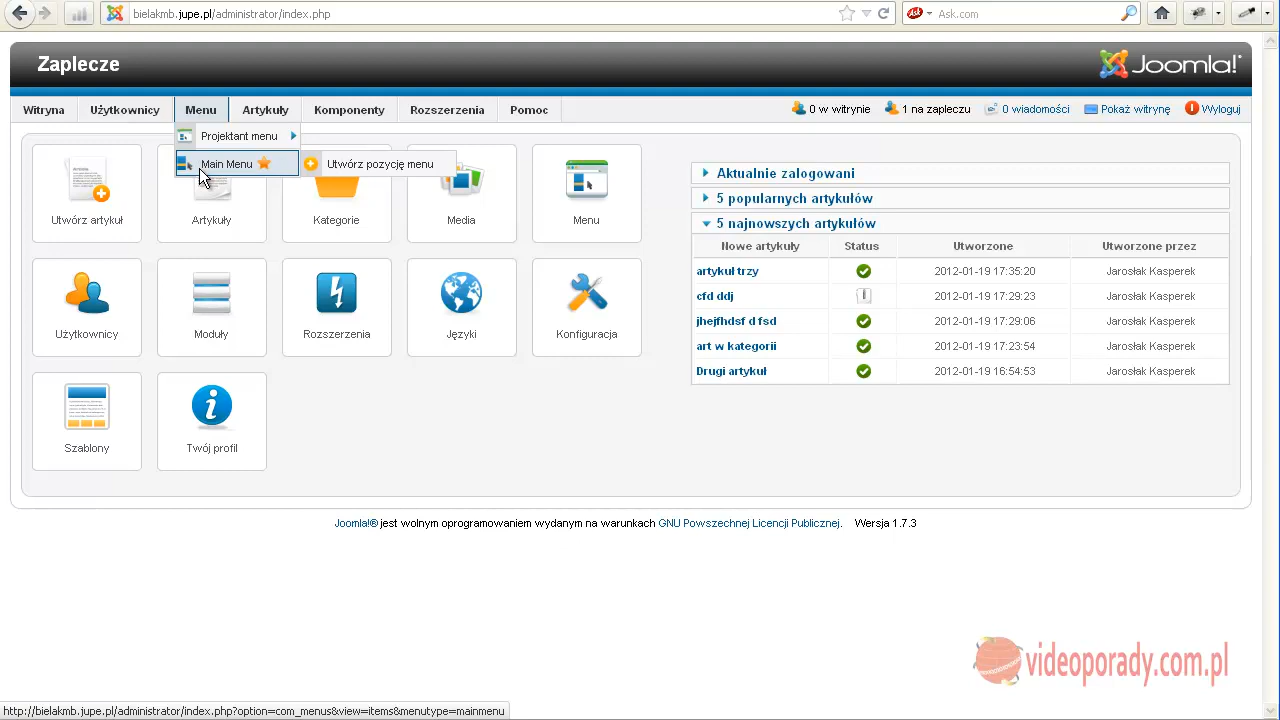 bielakmb.jupe.pl/administrator/index.php
Ask.com
Zaplecze
Joomla!
Witryna Użytkownicy Menu Artykuły Komponenty Rozszerzenia Pomoc
0 w witrynie 1 na zapleczu 0 wiadomości Pokaż witrynę Wyloguj
Projektant menu
Main Menu Utwórz pozycję menu
Utwórz artykuł Artykuły Kategorie Media Menu
Użytkownicy Moduły Rozszerzenia Języki Konfiguracja
Szablony Twój profil
Aktualnie zalogowani
5 popularnych artykułów
5 najnowszych artykułów
Nowe artykuły Status Utworzone Utworzone przez
artykuł trzy 2012-01-19 17:35:20 Jarosłak Kasperek
cfd ddj 2012-01-19 17:29:23 Jarosłak Kasperek
jhejfhdsf d fsd 2012-01-19 17:29:06 Jarosłak Kasperek
art w kategorii 2012-01-19 17:23:54 Jarosłak Kasperek
Drugi artykuł 2012-01-19 16:54:53 Jarosłak Kasperek
Joomla!® jest wolnym oprogramowaniem wydanym na warunkach GNU Powszechnej Licencji Publicznej. Wersja 1.7.3
videoporady.com.pl
http://bielakmb.jupe.pl/administrator/index.php?option=com_menus&view=items&menutype=mainmenu